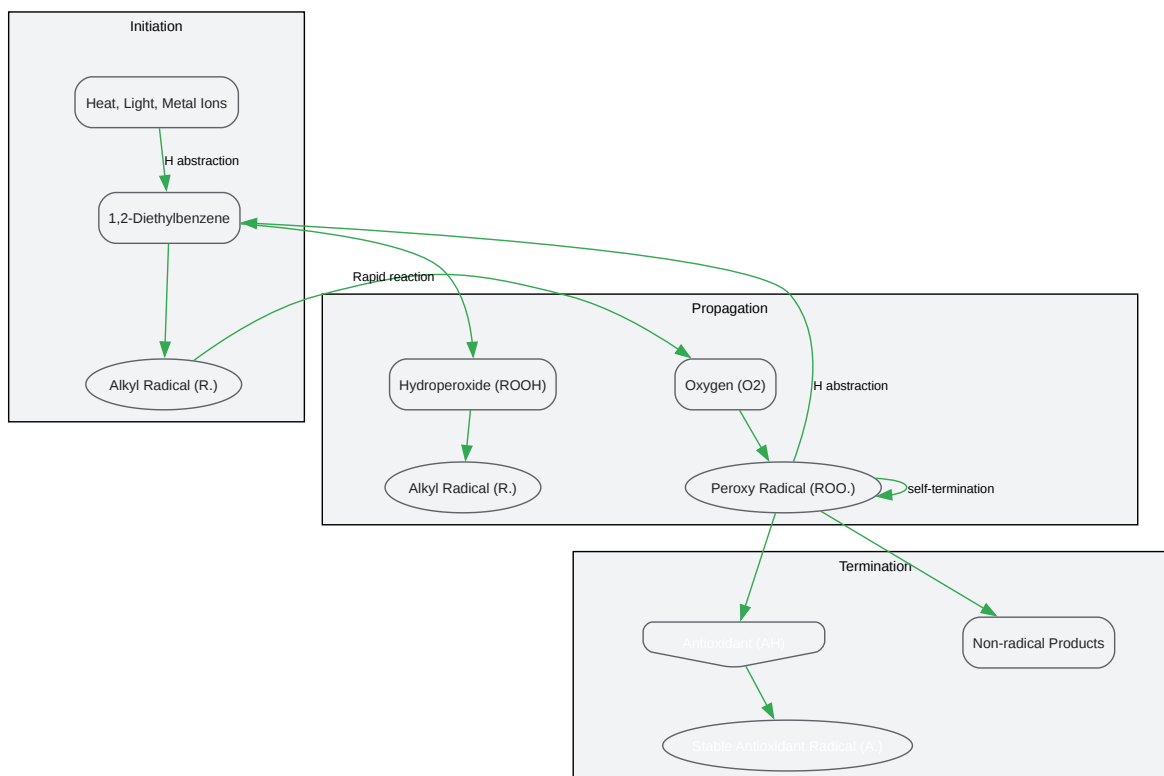 Initiation
Heat, Light, Metal Ions
H abstraction
1,2-Diethylbenzene
Rapid reaction
Propagation
Alkyl Radical (R.)
Hydroperoxide (ROOH)
Oxygen (O2)
H abstraction
Alkyl Radical (R.)
Peroxy Radical (ROO.)
self-termination
Termination
Antioxidant (AH)
Non-radical Products
Stable Antioxidant Radical (A.)